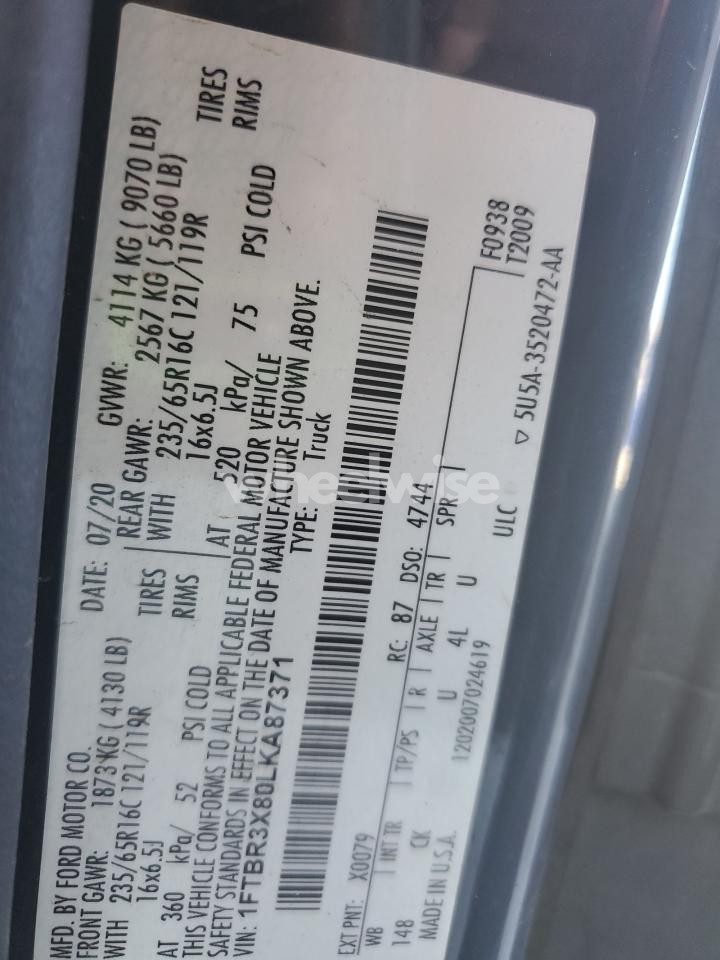 MFD. BY FORD MOTOR CO.
DATE: 07/20 GVWR: 4114 KG ( 9070 LB)
FRONT GAWR: 1873 KG ( 4130 LB) REAR GAWR: 2567 KG ( 5660 LB)
WITH 235/65R16C 121/119R TIRES WITH 235/65R16C 121/119R TIRES
16x6.5J RIMS 16x6.5J RIMS
AT 360 kPa/ 52 PSI COLD AT 520 kPa/ 75 PSI COLD
THIS VEHICLE CONFORMS TO ALL APPLICABLE FEDERAL MOTOR VEHICLE
SAFETY STANDARDS IN EFFECT ON THE DATE OF MANUFACTURE SHOWN ABOVE.
VIN: 1FTBR3X80LKA87371 TYPE: Truck
F0938
T2009
EXT PNT: X0079 RC: 87 DSO: 4744
WB INT TR TP/PS R AXLE TR SPR
148 CK U 4L U ULC
MADE IN U.S.A. 1202007024619
▽ 5U5A-3520472-AA
wheelwise